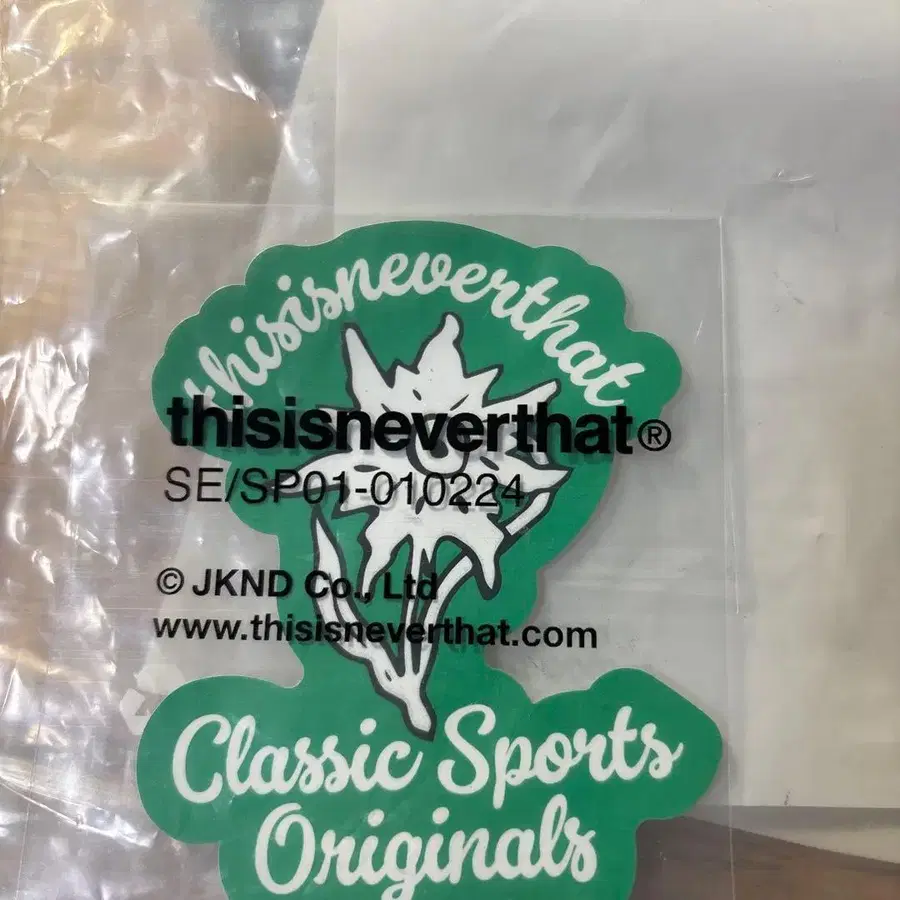 thisisneverthat
thisisneverthat®
SE/SP01-010224
© JKND Co., Ltd
www.thisisneverthat.com
Classic Sports
Originals